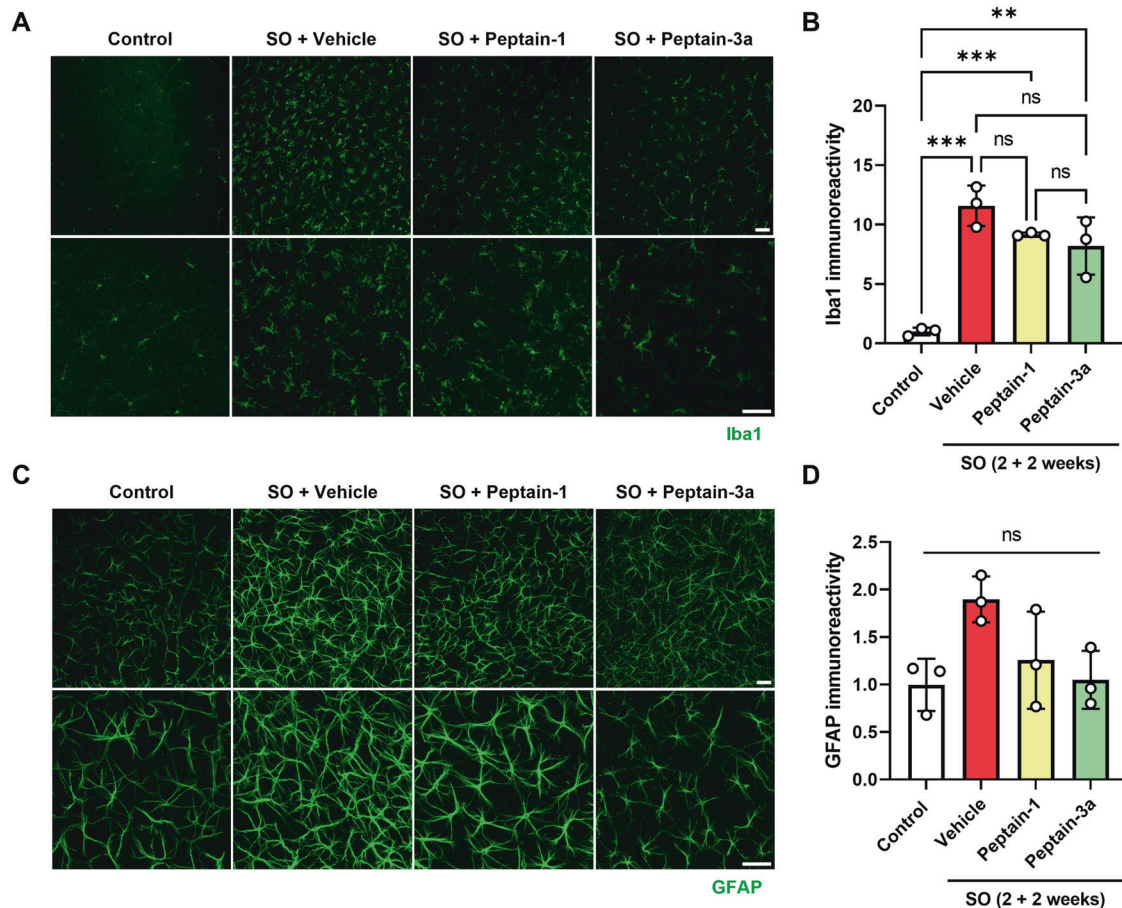 A
Control
SO + Vehicle
SO + Peptain-1
SO + Peptain-3a
Iba1
B
**
***
ns
***
ns
ns
Iba1 immunoreactivity
20
15
10
5
0
Control
Vehicle
Peptain-1
Peptain-3a
SO (2 + 2 weeks)
C
Control
SO + Vehicle
SO + Peptain-1
SO + Peptain-3a
GFAP
D
ns
GFAP immunoreactivity
2.5
2.0
1.5
1.0
0.5
0.0
Control
Vehicle
Peptain-1
Peptain-3a
SO (2 + 2 weeks)